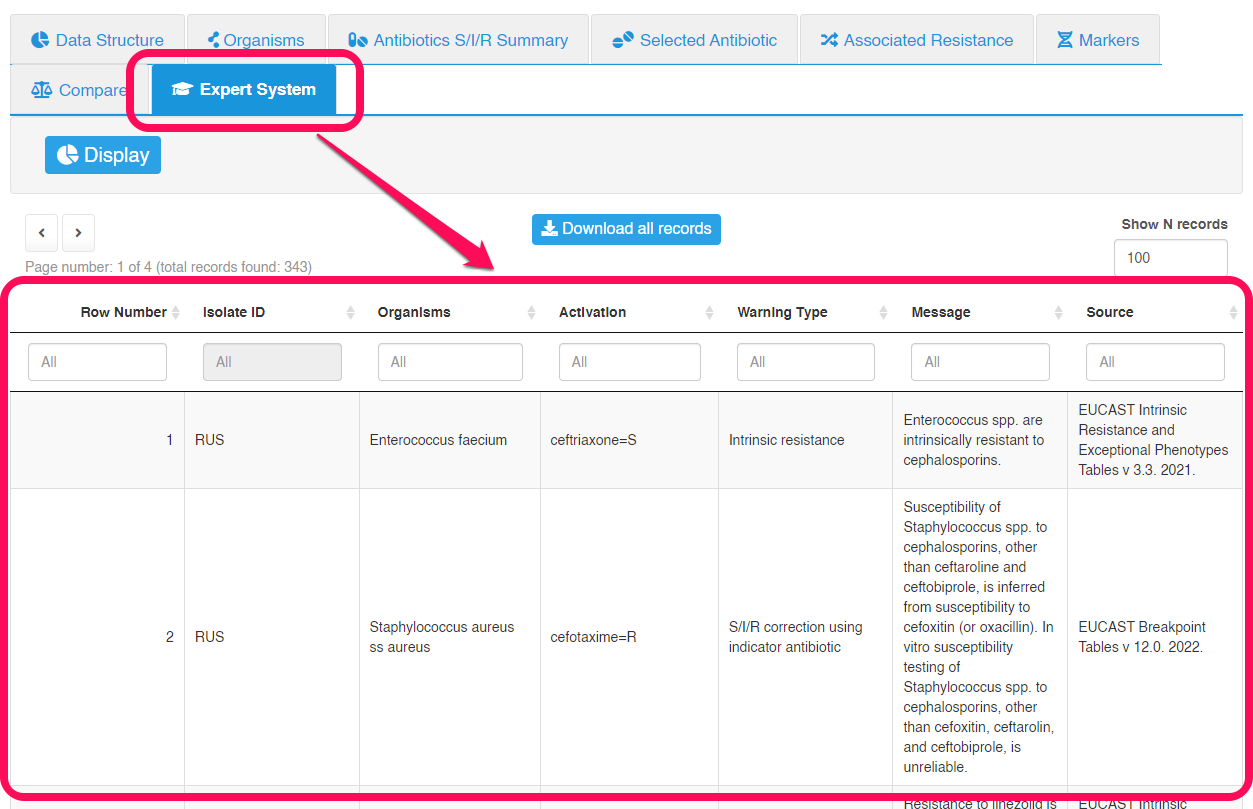 Data Structure Organisms Antibiotics S/I/R Summary Selected Antibiotic Associated Resistance Markers
Compare Expert System
Display
Download all records
Show N records
100
Page number: 1 of 4 (total records found: 343)
Row Number Isolate ID Organisms Activation Warning Type Message Source
All All All All All All All
1 RUS Enterococcus faecium ceftriaxone=S Intrinsic resistance
Enterococcus spp. are
intrinsically resistant to
cephalosporins.
EUCAST Intrinsic
Resistance and
Exceptional Phenotypes
Tables v 3.3. 2021.
2 RUS
Staphylococcus aureus
ss aureus
cefotaxime=R
S/I/R correction using
indicator antibiotic
Susceptibility of
Staphylococcus spp. to
cephalosporins, other
than ceftaroline and
ceftobiprole, is inferred
from susceptibility to
cefoxitin (or oxacillin). In
vitro susceptibility
testing of
Staphylococcus spp. to
cephalosporins, other
than cefoxitin, ceftarolin,
and ceftobiprole, is
unreliable.
EUCAST Breakpoint
Tables v 12.0. 2022.
Resistance to linezolid is
EUCAST Intrinsic